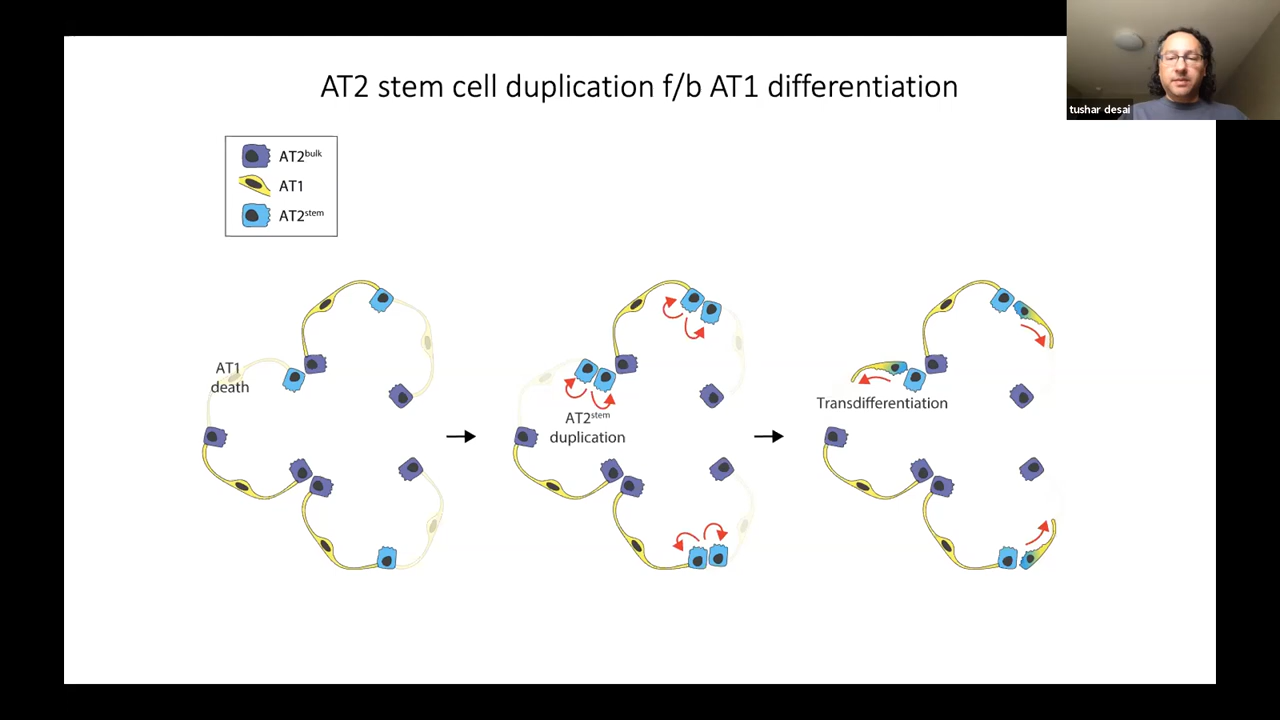 AT2 stem cell duplication f/b AT1 differentiation
tushar desai
AT2bulk
AT1
AT2stem
AT1
death
AT2stem
duplication
Transdifferentiation